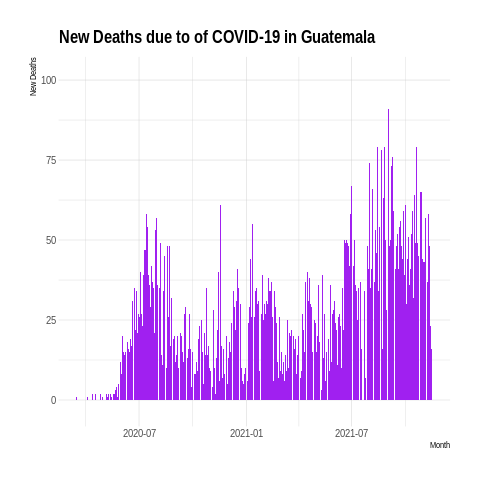 New Deaths due to of COVID-19 in Guatemala
New Deaths
100
75
50
25
0
2020-07
2021-01
2021-07
Month